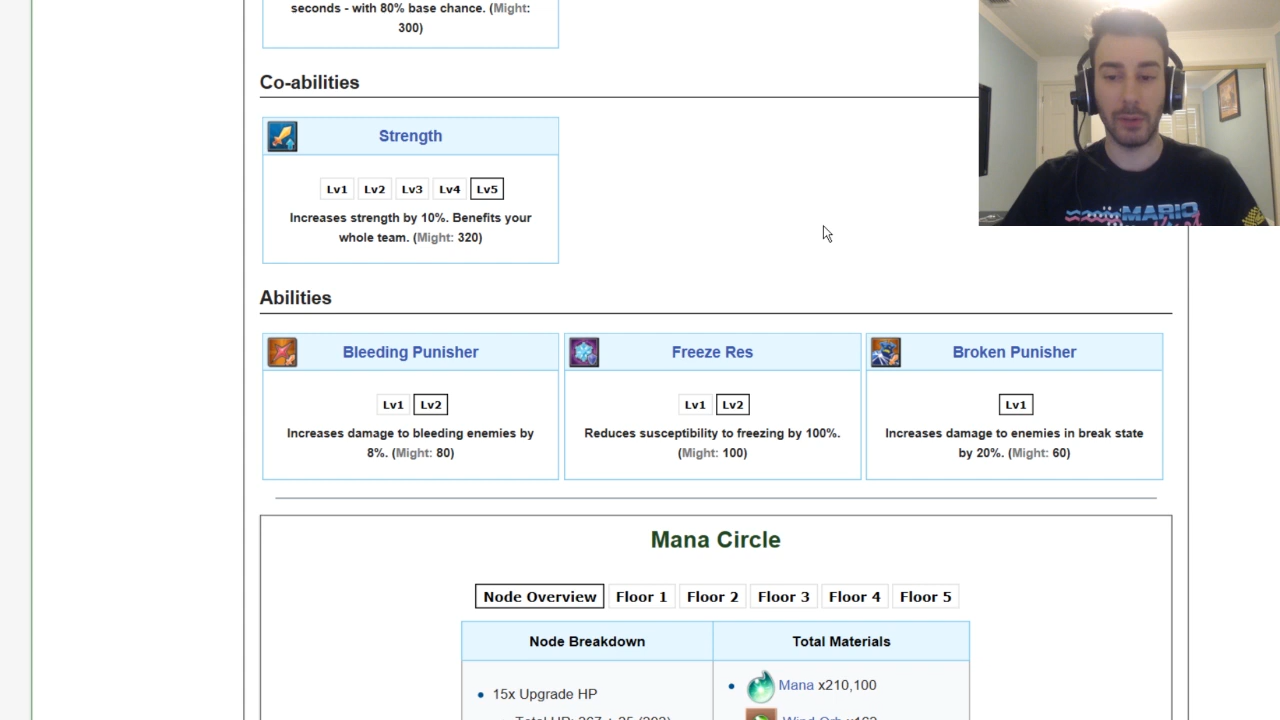 seconds - with 80% base chance. (Might:
300)
Co-abilities
Strength
Lv1 Lv2 Lv3 Lv4 Lv5
Increases strength by 10%. Benefits your
whole team. (Might: 320)
Abilities
Bleeding Punisher
Lv1 Lv2
Increases damage to bleeding enemies by
8%. (Might: 80)
Freeze Res
Lv1 Lv2
Reduces susceptibility to freezing by 100%.
(Might: 100)
Broken Punisher
Lv1
Increases damage to enemies in break state
by 20%. (Might: 60)
Mana Circle
Node Overview Floor 1 Floor 2 Floor 3 Floor 4 Floor 5
Node Breakdown
Total Materials
15x Upgrade HP
Mana x210,100
MARIO